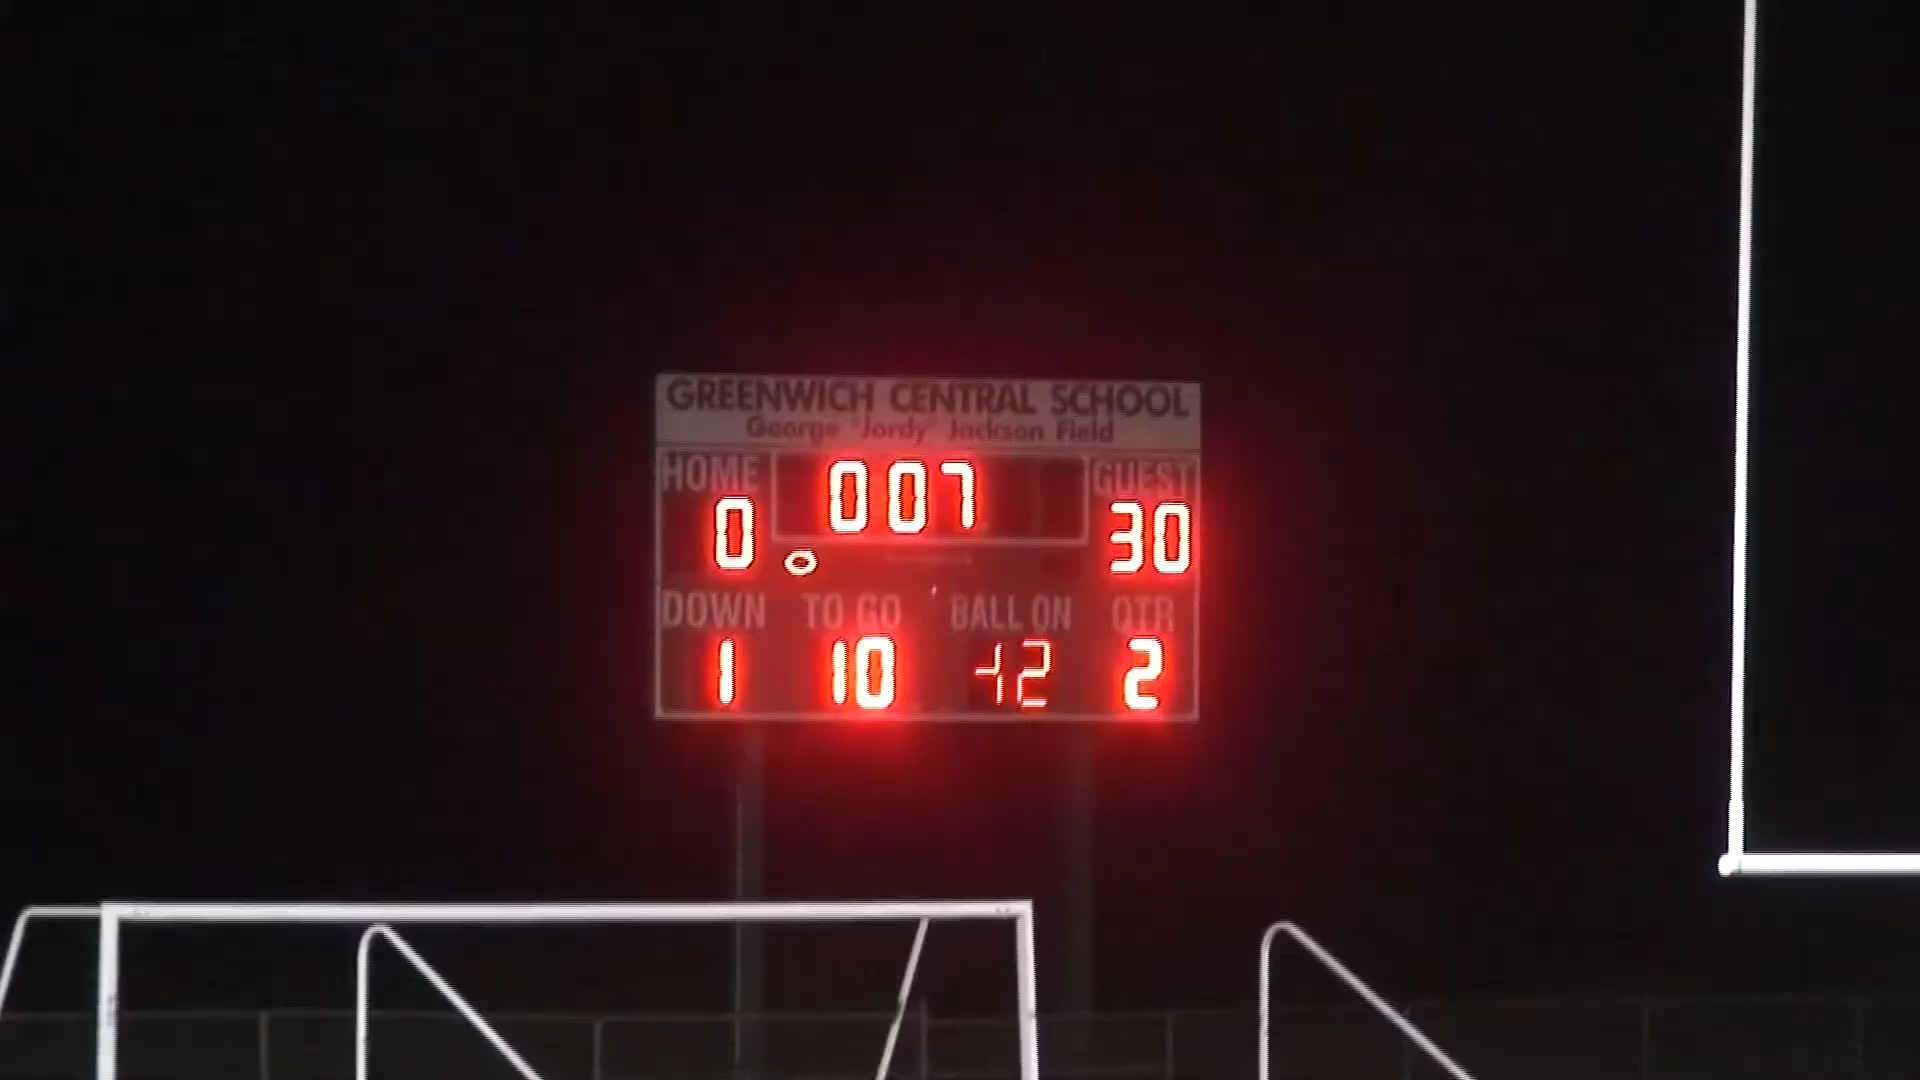 GREENWICH CENTRAL SCHOOL
George "Jordy" Jackson Field
HOME 007 GUEST
0 30
DOWN TO GO BALL ON QTR
1 10 42 2